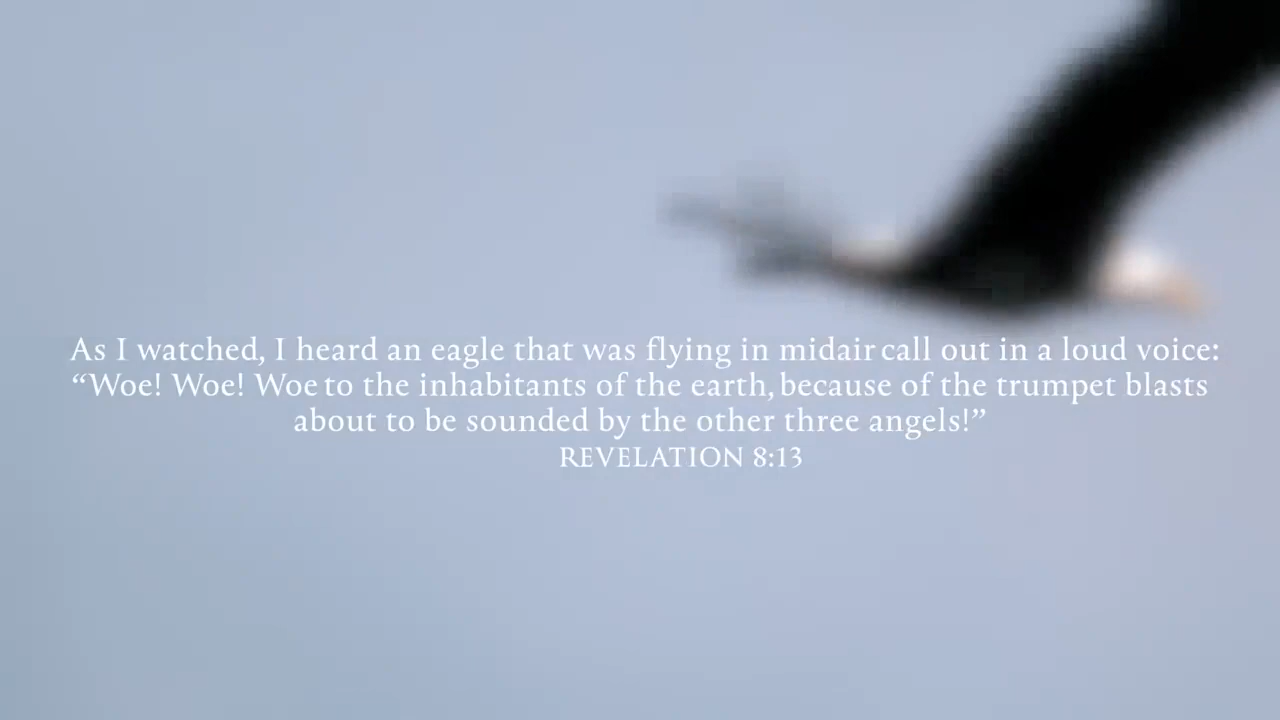 As I watched, I heard an eagle that was flying in midair call out in a loud voice:
“Woe! Woe! Woe to the inhabitants of the earth, because of the trumpet blasts
about to be sounded by the other three angels!”
REVELATION 8:13